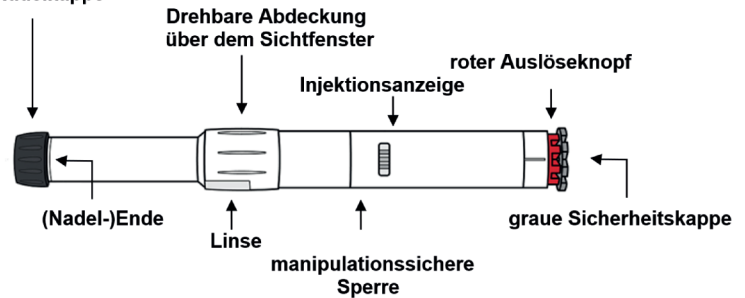 Drehbare Abdeckung
über dem Sichtfenster
roter Auslöseknopf
Injektionsanzeige
(Nadel-)Ende
graue Sicherheitskappe
Linse
manipulationssichere
Sperre